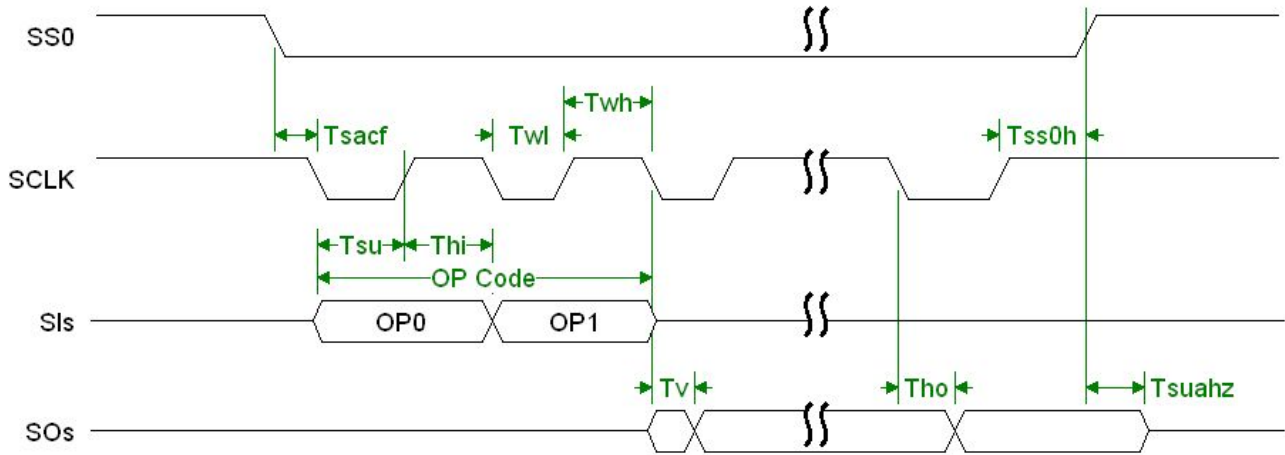 SS0
Twh
Tsacf
Twl
Tss0h
SCLK
Tsu
Thi
OP Code
SIs
OP0
OP1
Tv
Tho
Tsuahz
SOs